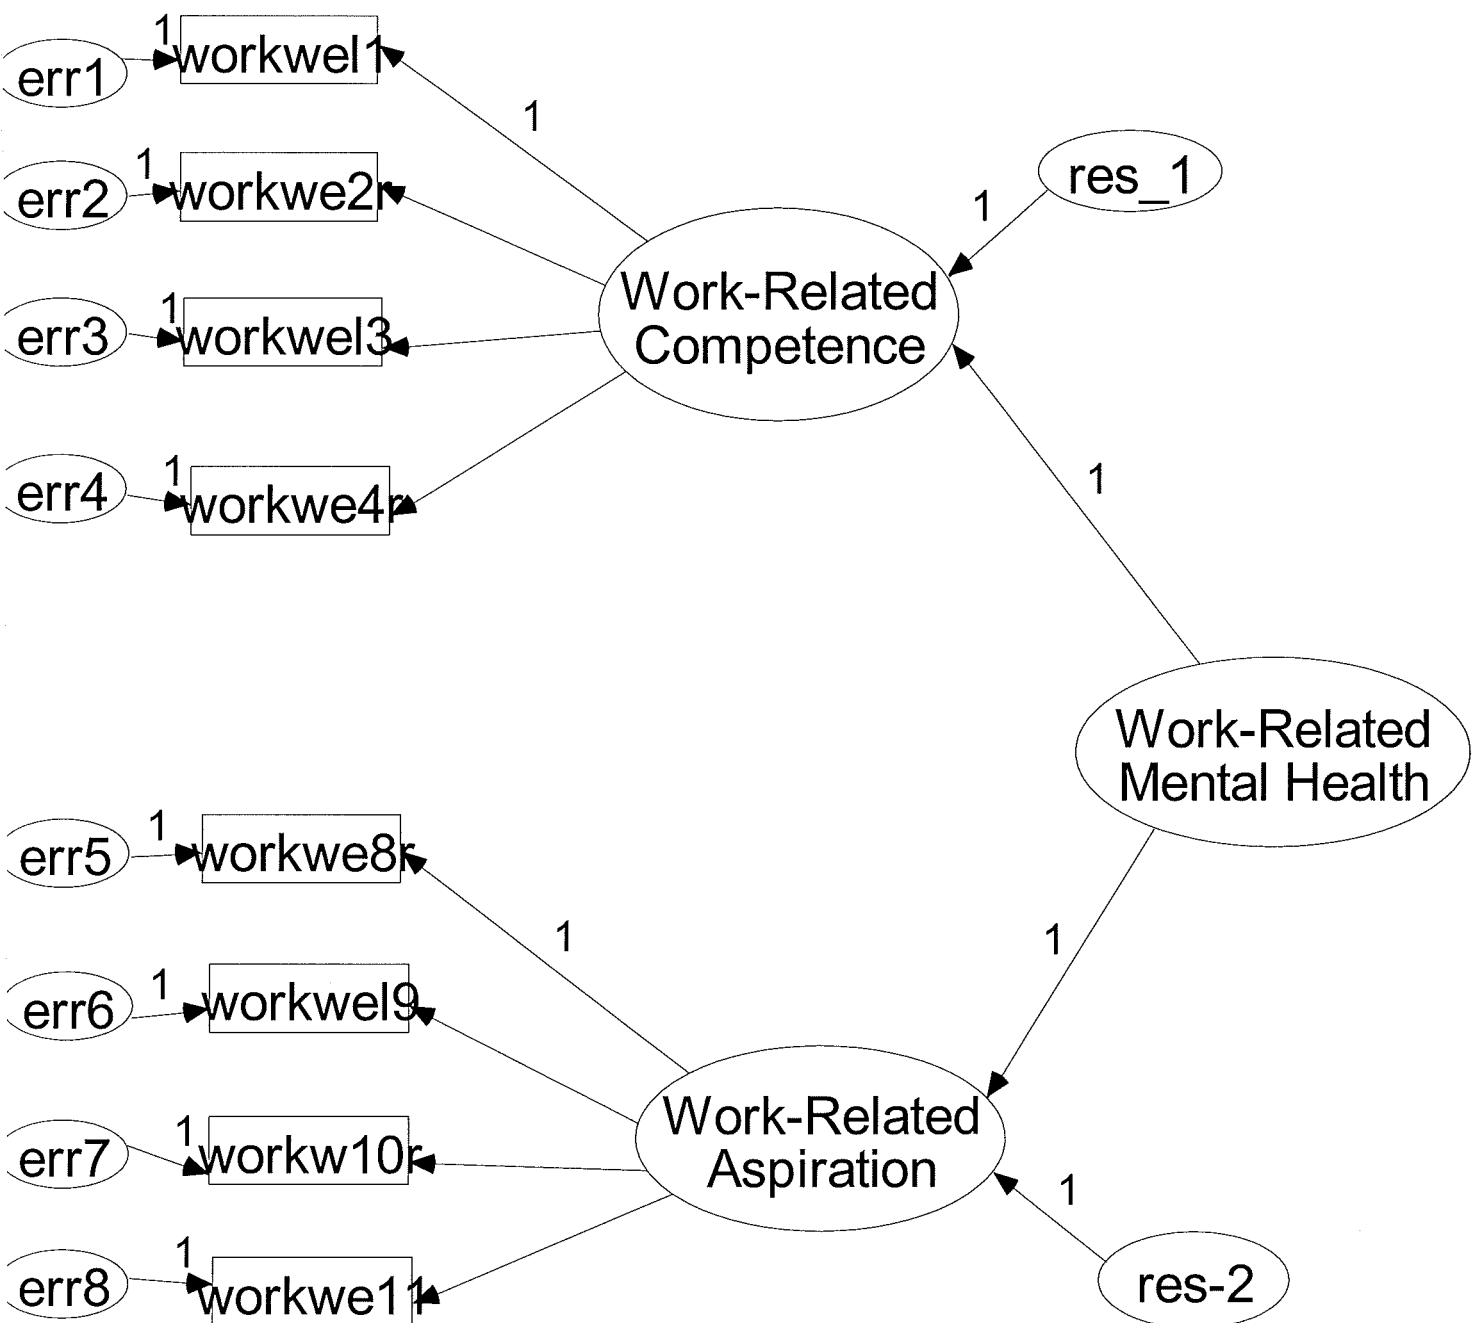 1
workwel1
err1
1
res_1
1
workwe2r
err2
1
Work-Related
Competence
1
workwel3
err3
1
workwe4r
err4
1
Work-Related
Mental Health
1
workwe8r
err5
1
1
1
workwel9
err6
Work-Related
Aspiration
1
workw10r
err7
1
res-2
1
workwe11
err8